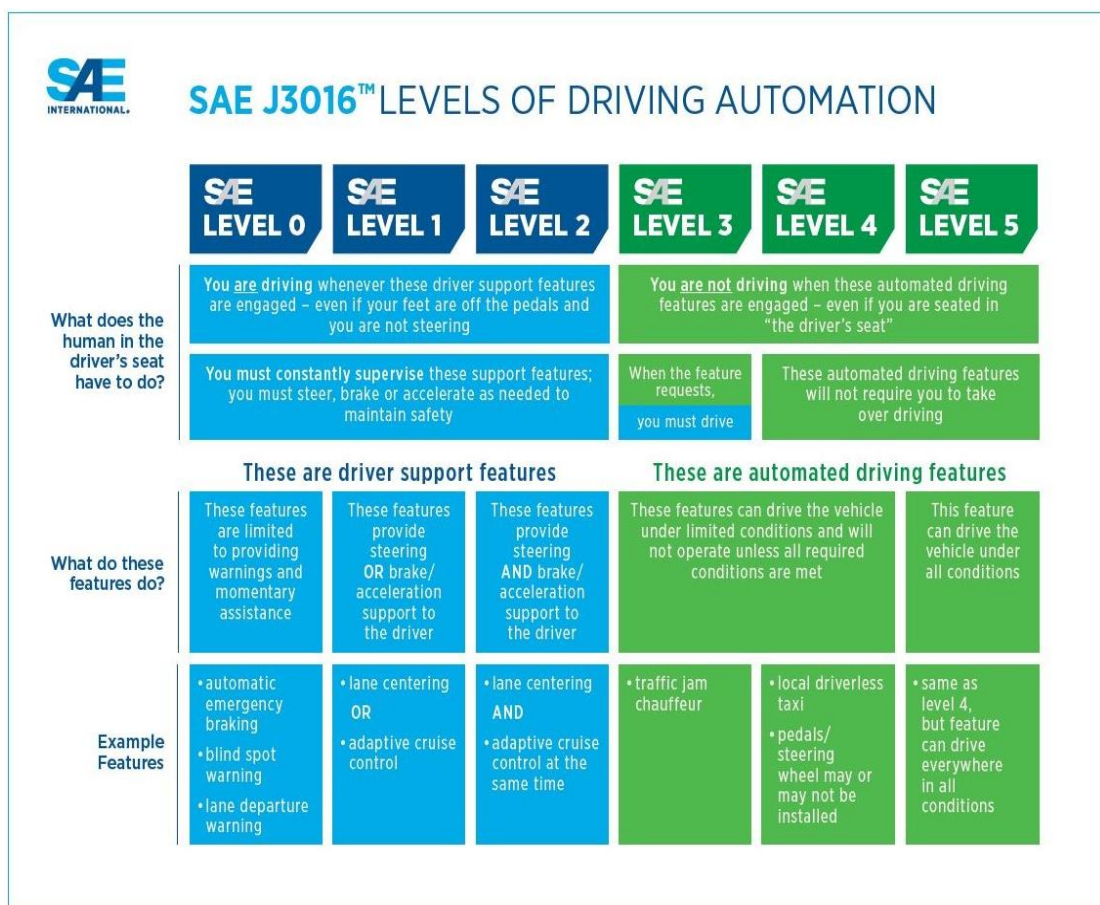 SAE
INTERNATIONAL®
SAE J3016™ LEVELS OF DRIVING AUTOMATION
SAE
LEVEL 0
SAE
LEVEL 1
SAE
LEVEL 2
SAE
LEVEL 3
SAE
LEVEL 4
SAE
LEVEL 5
What does the
human in the
driver's seat
have to do?
You are driving whenever these driver support features
are engaged – even if your feet are off the pedals and
you are not steering
You are not driving when these automated driving
features are engaged – even if you are seated in
“the driver's seat”
You must constantly supervise these support features;
you must steer, brake or accelerate as needed to
maintain safety
When the feature
requests,
you must drive
These automated driving features
will not require you to take
over driving
These are driver support features
These are automated driving features
What do these
features do?
These features
are limited
to providing
warnings and
momentary
assistance
These features
provide
steering
OR brake/
acceleration
support to
the driver
These features
provide
steering
AND brake/
acceleration
support to
the driver
These features can drive the vehicle
under limited conditions and will
not operate unless all required
conditions are met
This feature
can drive the
vehicle under
all conditions
Example
Features
• automatic
emergency
braking
• blind spot
warning
• lane departure
warning
• lane centering
OR
• adaptive cruise
control
• lane centering
AND
• adaptive cruise
control at the
same time
• traffic jam
chauffeur
• local driverless
taxi
• pedals/
steering
wheel may or
may not be
installed
• same as
level 4,
but feature
can drive
everywhere
in all
conditions